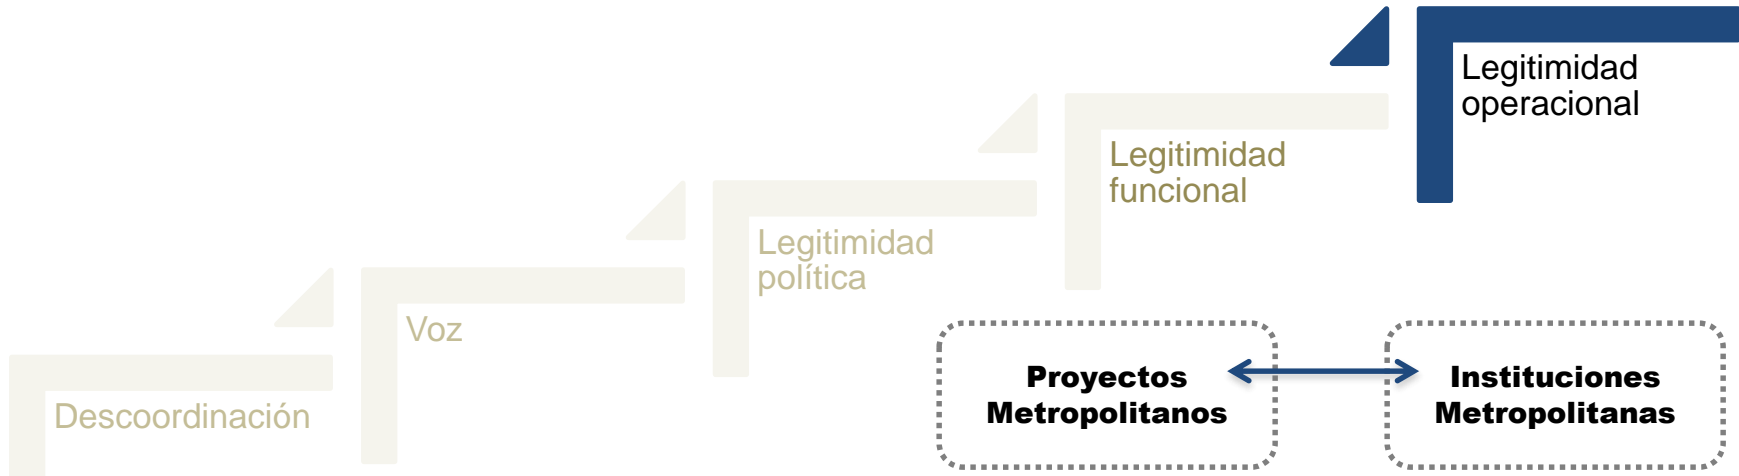 Legitimidad
operacional
Legitimidad
funcional
Legitimidad
política
Voz
Descoordinación
Proyectos
Metropolitanos
Instituciones
Metropolitanas